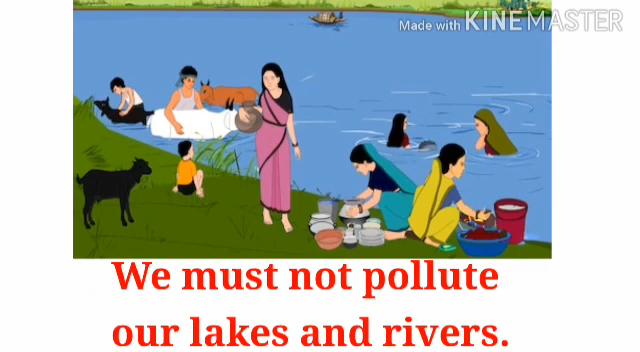 Made with KINEMASTER
We must not pollute
our lakes and rivers.